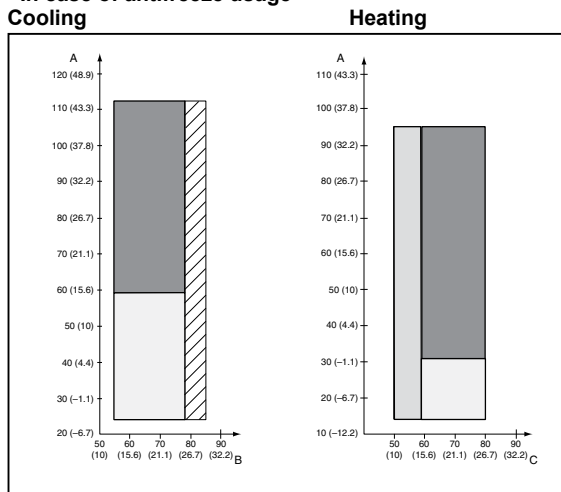 In case of antifreeze usage
Cooling
Heating
A
120 (48.9)
110 (43.3)
100 (37.8)
90 (32.2)
80 (26.7)
70 (21.1)
60 (15.6)
50 (10)
40 (4.4)
30 (–1.1)
20 (–6.7)
50 60 70 80 90
(10) (15.6) (21.1) (26.7) (32.2) B
A
110 (43.3)
100 (37.8)
90 (32.2)
80 (26.7)
70 (21.1)
60 (15.6)
50 (10)
40 (4.4)
30 (–1.1)
20 (–6.7)
10 (–12.2)
50 60 70 80 90
(10) (15.6) (21.1) (26.7) (32.2) C